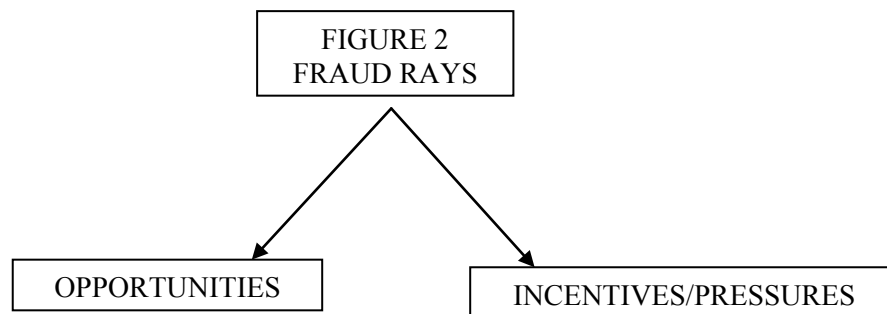 FIGURE 2
FRAUD RAYS
OPPORTUNITIES
INCENTIVES/PRESSURES